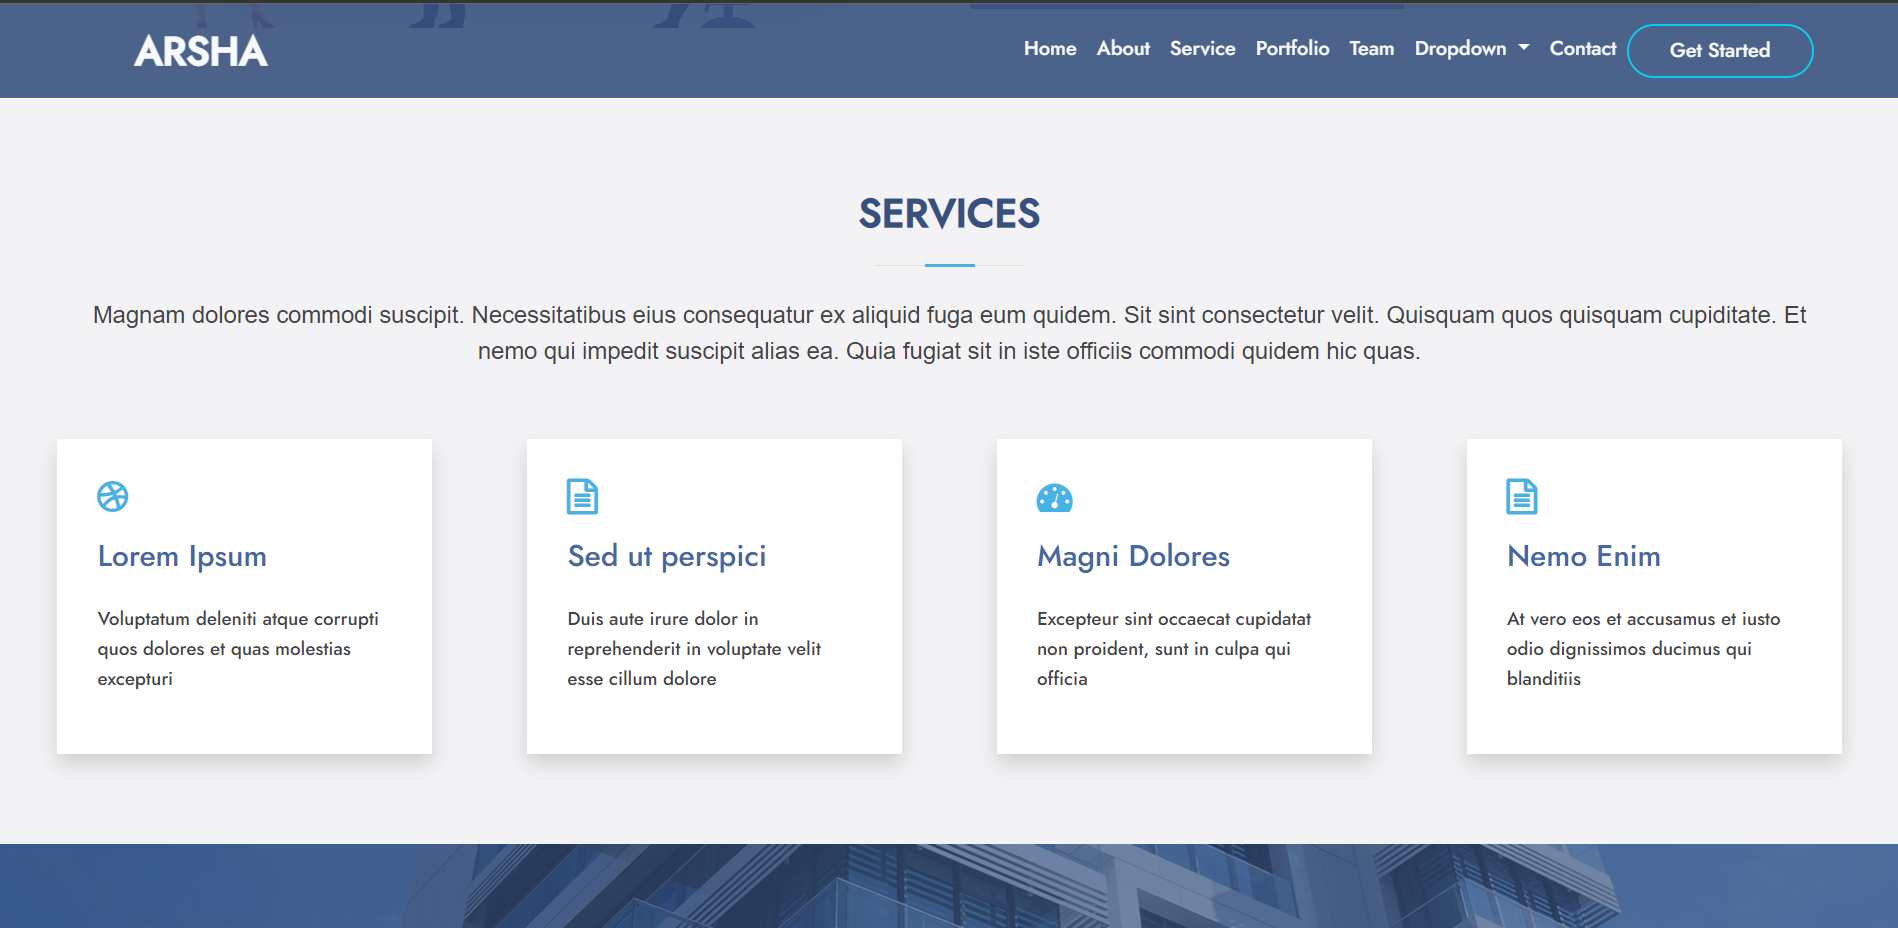 ARSHA
Home About Service Portfolio Team Dropdown Contact Get Started
SERVICES
Magnam dolores commodi suscipit. Necessitatibus eius consequatur ex aliquid fuga eum quidem. Sit sint consectetur velit. Quisquam quos quisquam cupiditate. Et
nemo qui impedit suscipit alias ea. Quia fugiat sit in iste officiis commodi quidem hic quas.
Lorem Ipsum
Voluptatum deleniti atque corrupti
quos dolores et quas molestias
excepturi
Sed ut perspici
Duis aute irure dolor in
reprehenderit in voluptate velit
esse cillum dolore
Magni Dolores
Excepteur sint occaecat cupidatat
non proident, sunt in culpa qui
officia
Nemo Enim
At vero eos et accusamus et iusto
odio dignissimos ducimus qui
blanditiis